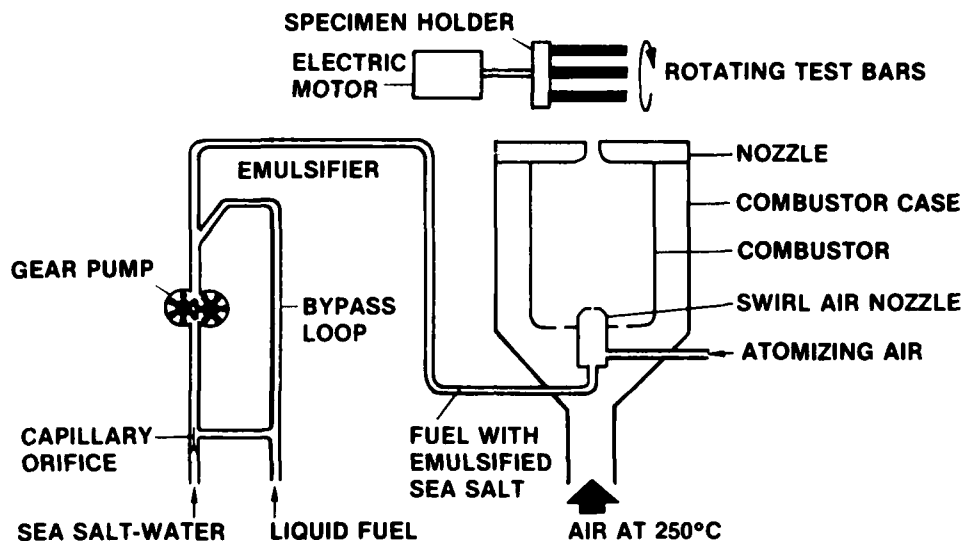 SPECIMEN HOLDER
ELECTRIC
MOTOR
ROTATING TEST BARS
EMULSIFIER
NOZZLE
COMBUSTOR CASE
COMBUSTOR
GEAR PUMP
BYPASS
LOOP
SWIRL AIR NOZZLE
ATOMIZING AIR
CAPILLARY
ORIFICE
FUEL WITH
EMULSIFIED
SEA SALT
SEA SALT-WATER
LIQUID FUEL
AIR AT 250°C